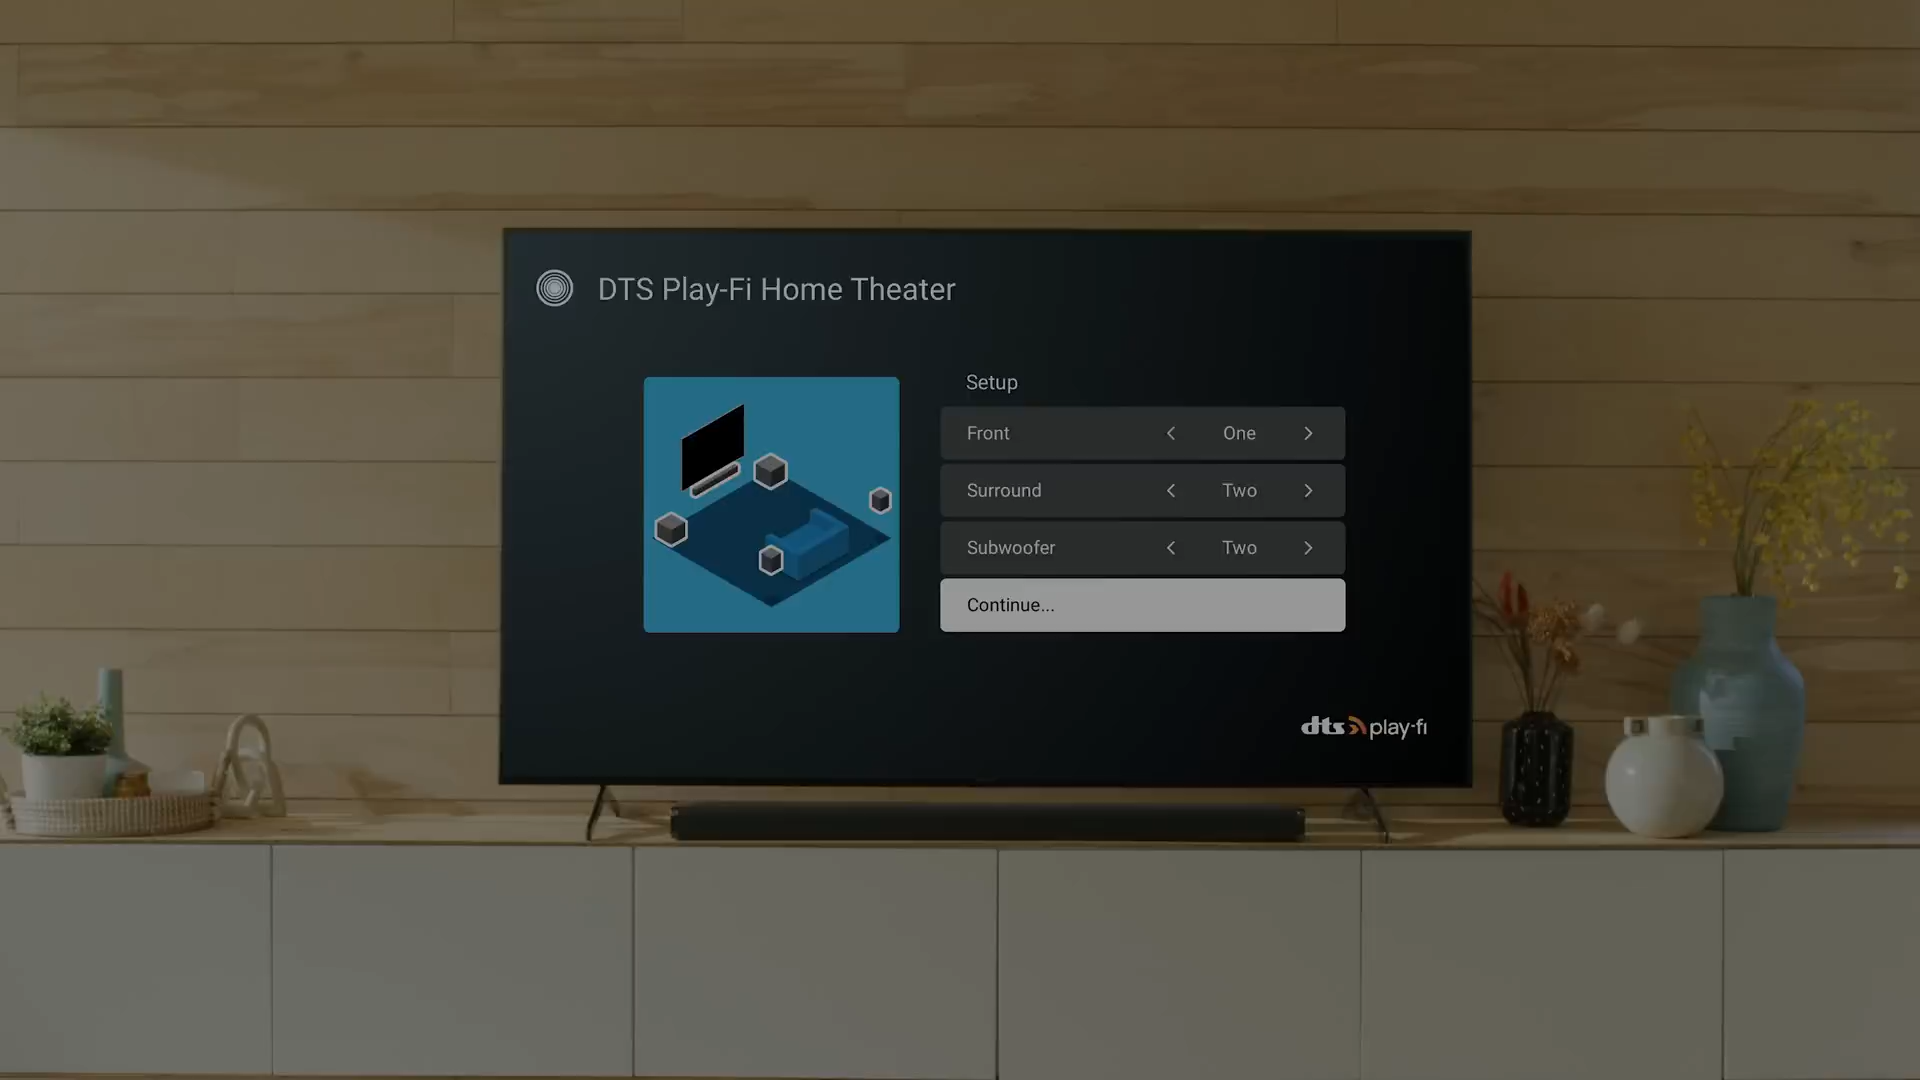 DTS Play-Fi Home Theater
Setup
Front < One >
Surround < Two >
Subwoofer < Two >
Continue...
dts play-fi